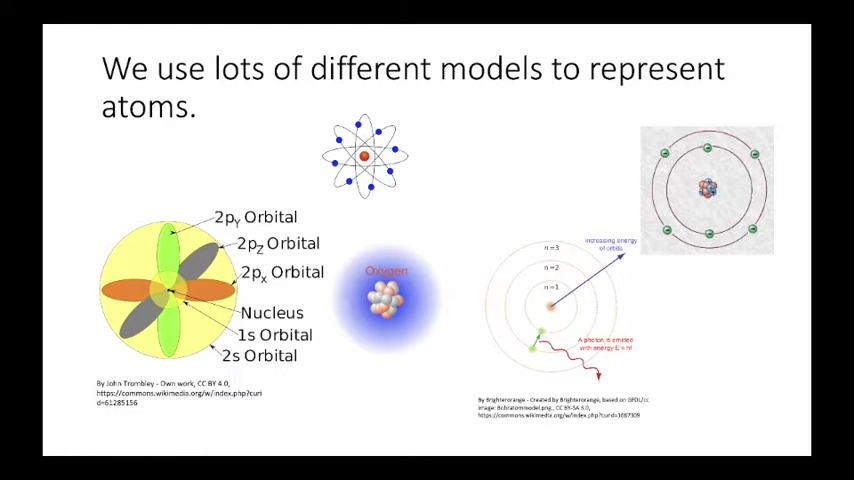 We use lots of different models to represent
atoms.
2pY Orbital
2pZ Orbital
2pX Orbital
Nucleus
1s Orbital
2s Orbital
Oxygen
Increasing energy
of orbits
n=3
n=2
n=1
A photon is emitted
with energy E = hf
By John Trombley - Own work, CC BY 4.0,
https://commons.wikimedia.org/w/index.php?curi
d=61285156
By Brighterorange - Created by Brighterorange, based on GFDL/cc
image: Bohratommodel.png., CC BY-SA 3.0,
https://commons.wikimedia.org/w/index.php?curid=1667309